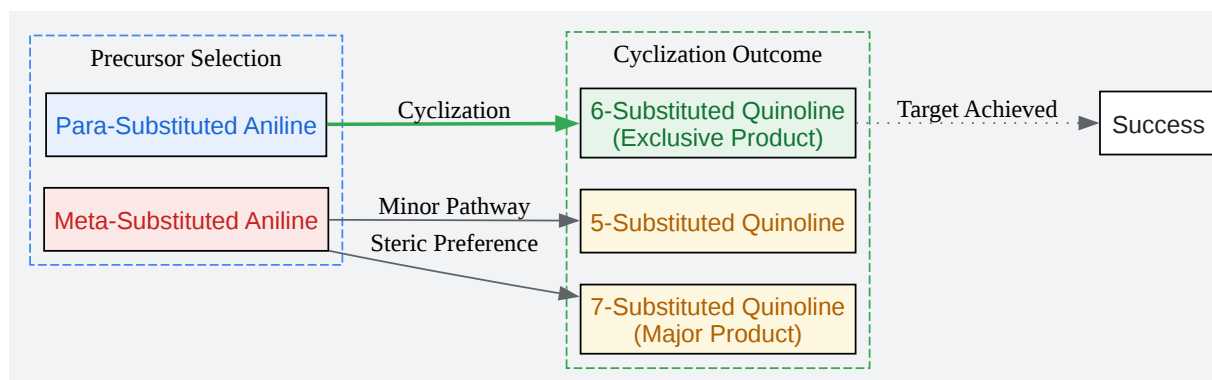 Precursor Selection
Cyclization Outcome
Para-Substituted Aniline
Cyclization
6-Substituted Quinoline
(Exclusive Product)
Target Achieved
Success
Meta-Substituted Aniline
Minor Pathway
5-Substituted Quinoline
Steric Preference
7-Substituted Quinoline
(Major Product)